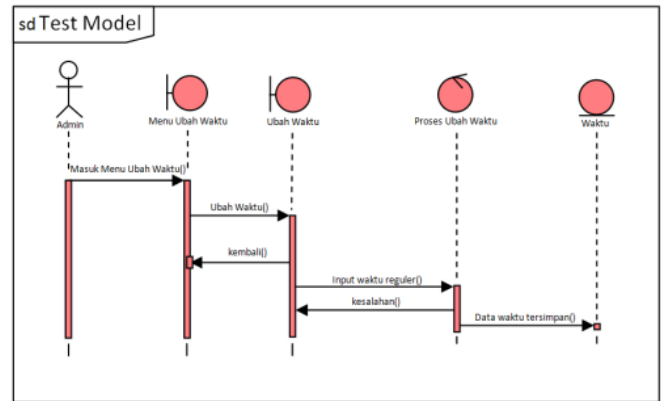 sd Test Model
Admin
Menu Ubah Waktu
Ubah Waktu
Proses Ubah Waktu
Waktu
Masuk Menu Ubah Waktu()
Ubah Waktu()
kembali()
Input waktu reguler()
kesalahan()
Data waktu tersimpan()